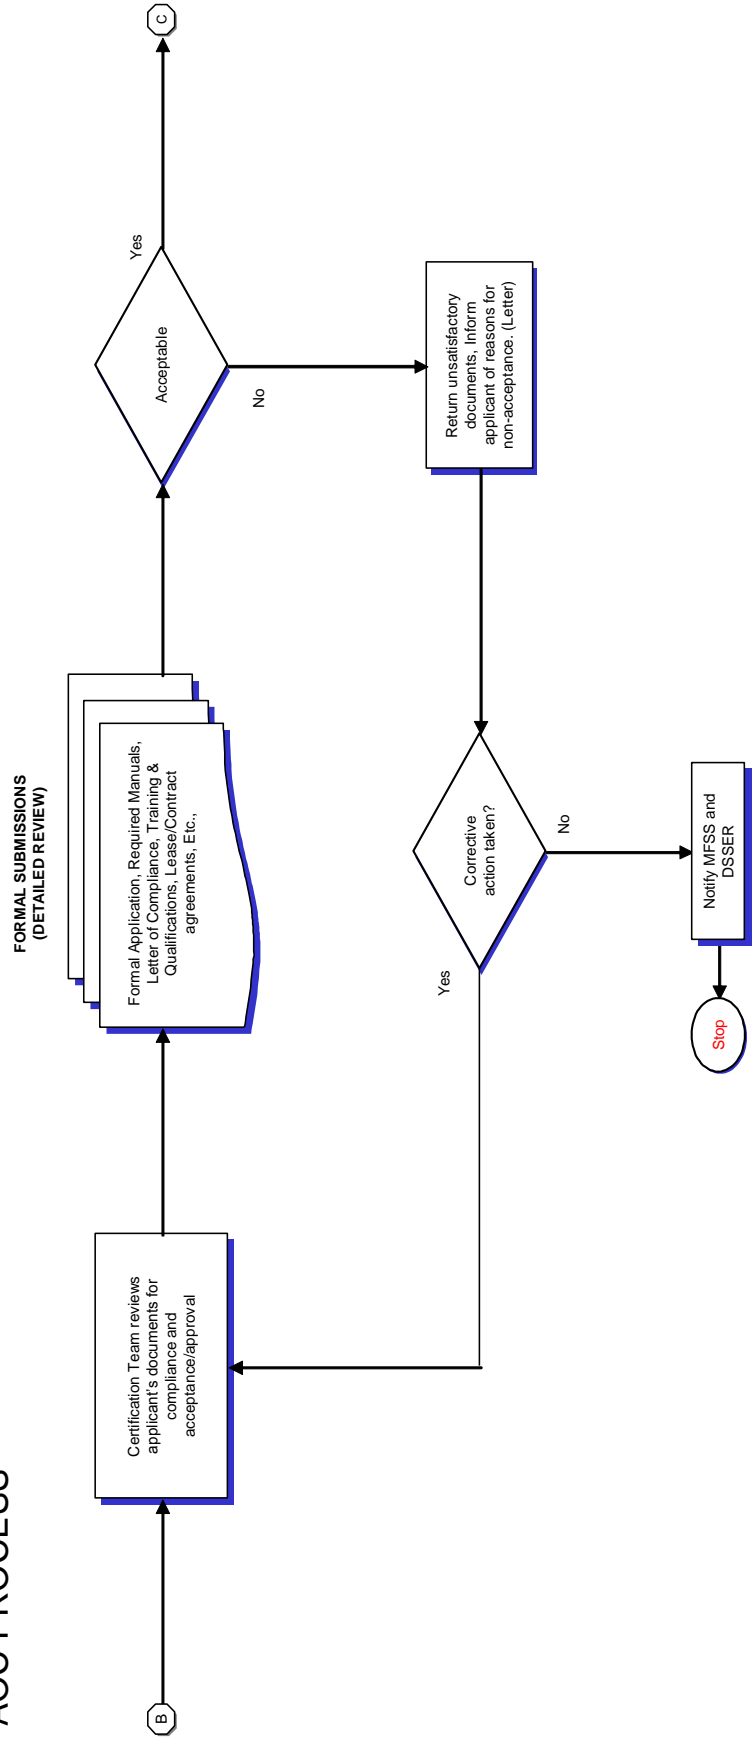 AOC PROCESS
FORMAL SUBMISSIONS
(DETAILED REVIEW)
B
Certification Team reviews
applicant's documents for
compliance and
acceptance/approval
Formal Application, Required Manuals,
Letter of Compliance, Training &
Qualifications, Lease/Contract
agreements, Etc.,
Acceptable
Yes
C
No
Return unsatisfactory
documents, Inform
applicant of reasons for
non-acceptance. (Letter)
Corrective
action taken?
Yes
No
Notify MFSS and
DSSER
Stop